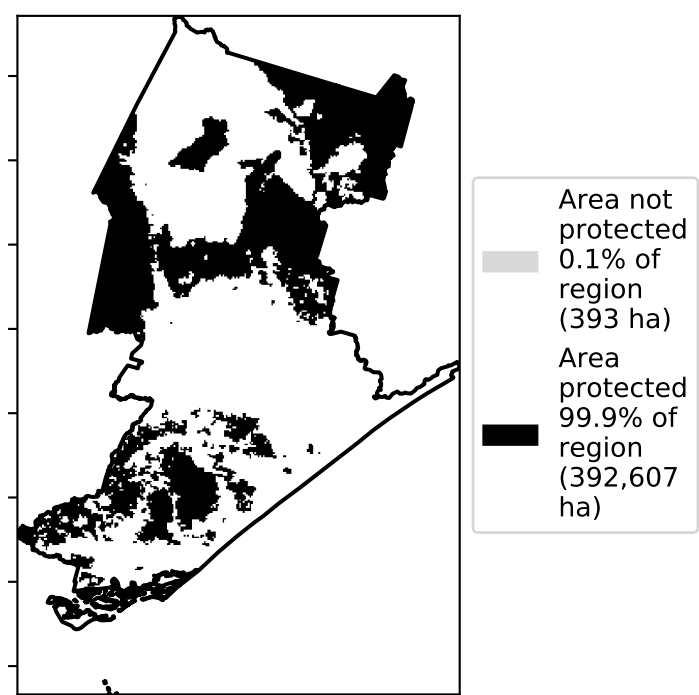 Area not
protected
0.1% of
region
(393 ha)
Area
protected
99.9% of
region
(392,607
ha)